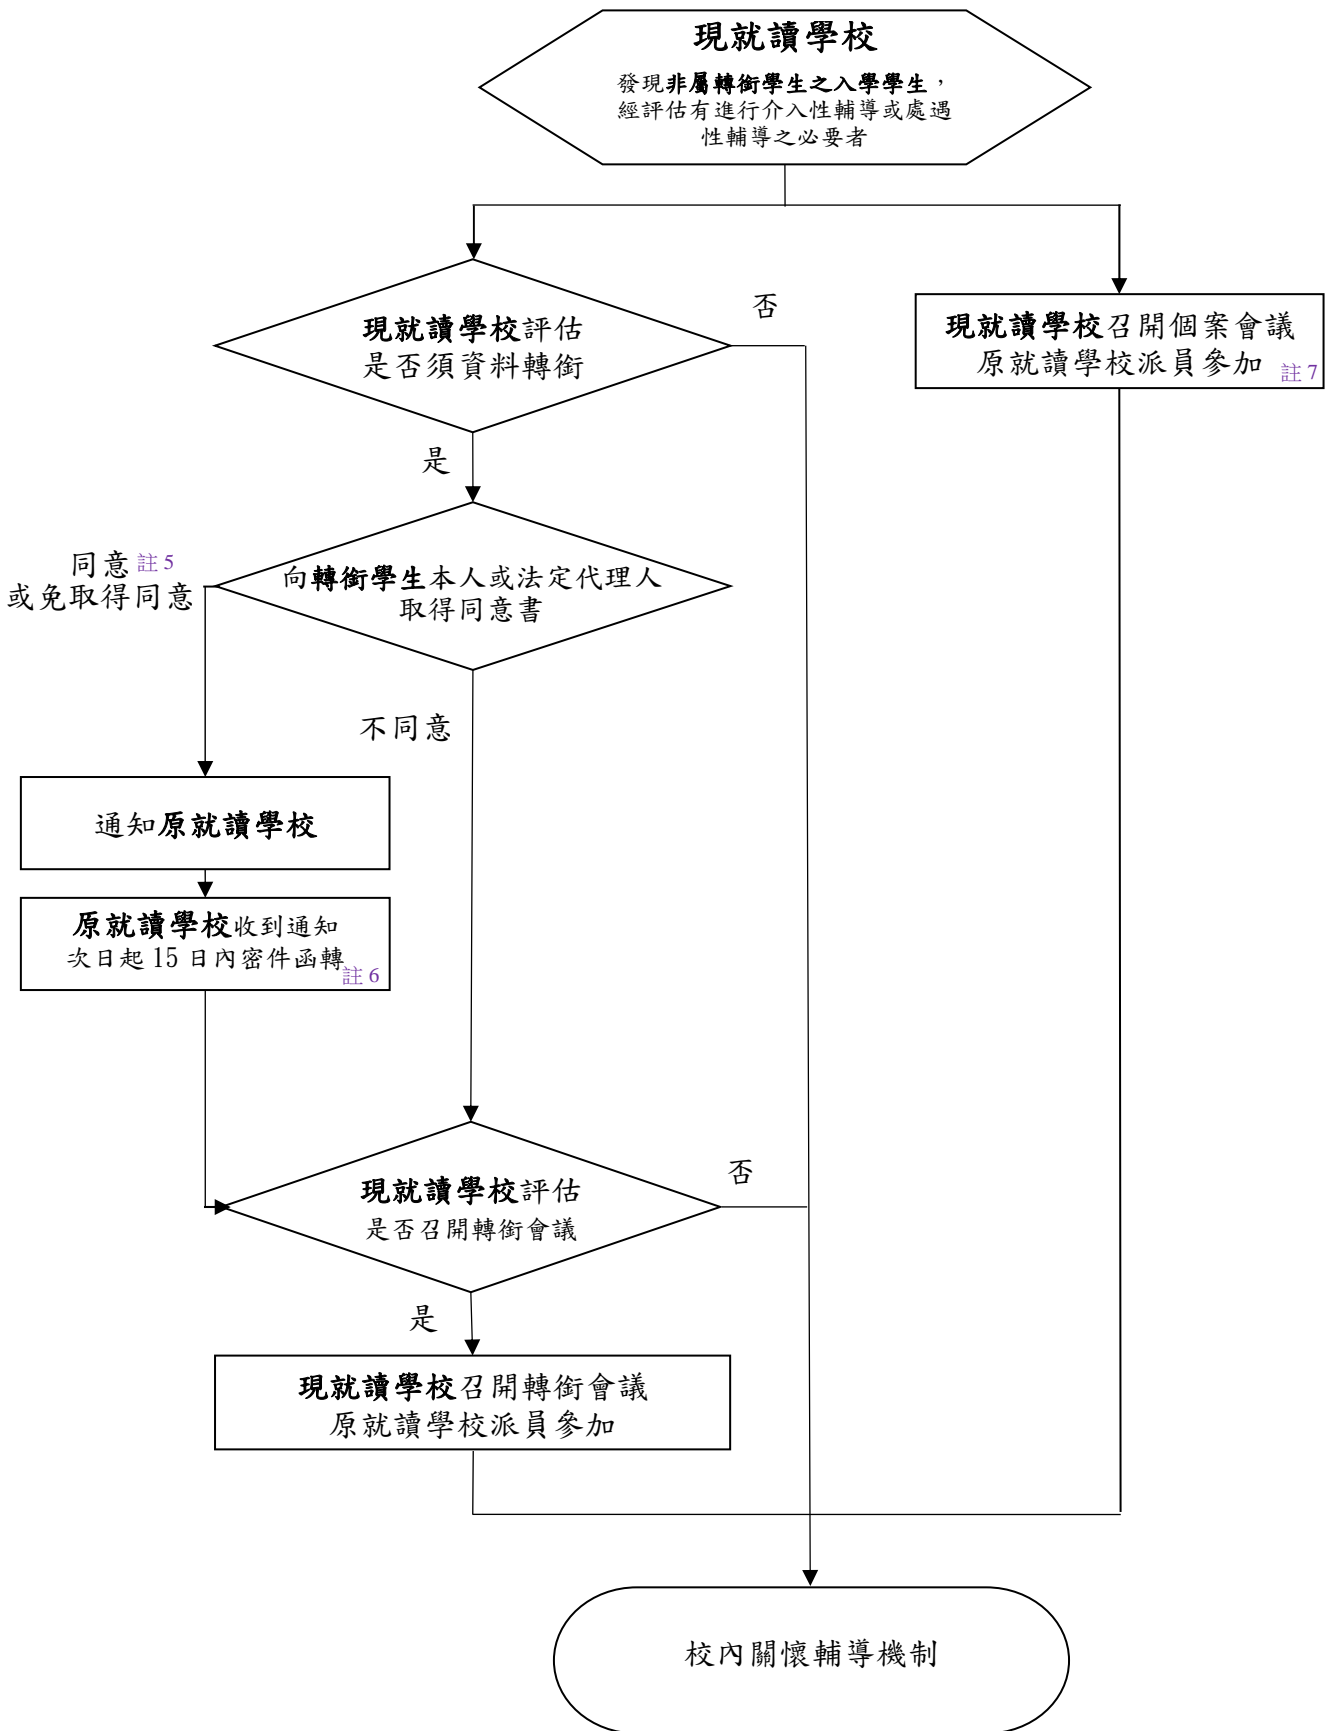 現就讀學校
發現非屬轉銜學生之入學學生，
經評估有進行介入性輔導或處遇
性輔導之必要者
現就讀學校評估
是否須資料轉銜
否
現就讀學校召開個案會議
原就讀學校派員參加 註 7
是
同意 註 5
或免取得同意
向轉銜學生本人或法定代理人
取得同意書
不同意
通知原就讀學校
原就讀學校收到通知
次日起 15 日內密件函轉 註 6
現就讀學校評估
是否召開轉銜會議
否
是
現就讀學校召開轉銜會議
原就讀學校派員參加
校內關懷輔導機制